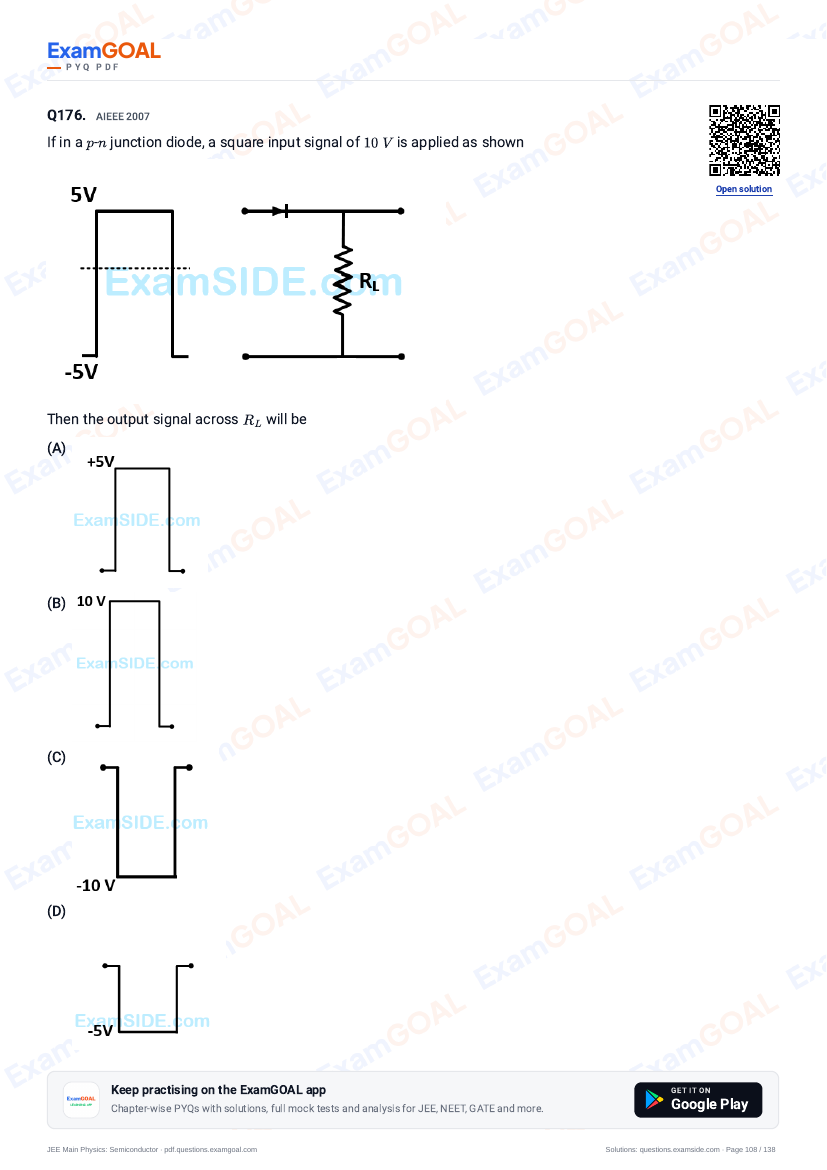 ExamGOAL
PYQ PDF
Q176. AIEEE 2007
If in a p-n junction diode, a square input signal of 10 V is applied as shown
Open solution
5V
ExamSIDE.com
R_L
-5V
Then the output signal across R_L will be
(A)
+5V
ExamSIDE.com
(B)
10 V
ExamSIDE.com
(C)
ExamSIDE.com
-10 V
(D)
ExamSIDE.com
-5V
ExamGOAL
Keep practising on the ExamGOAL app
Chapter-wise PYQs with solutions, full mock tests and analysis for JEE, NEET, GATE and more.
GET IT ON
Google Play
JEE Main Physics: Semiconductor · pdf.questions.examgoal.com
Solutions: questions.examside.com · Page 108 / 138